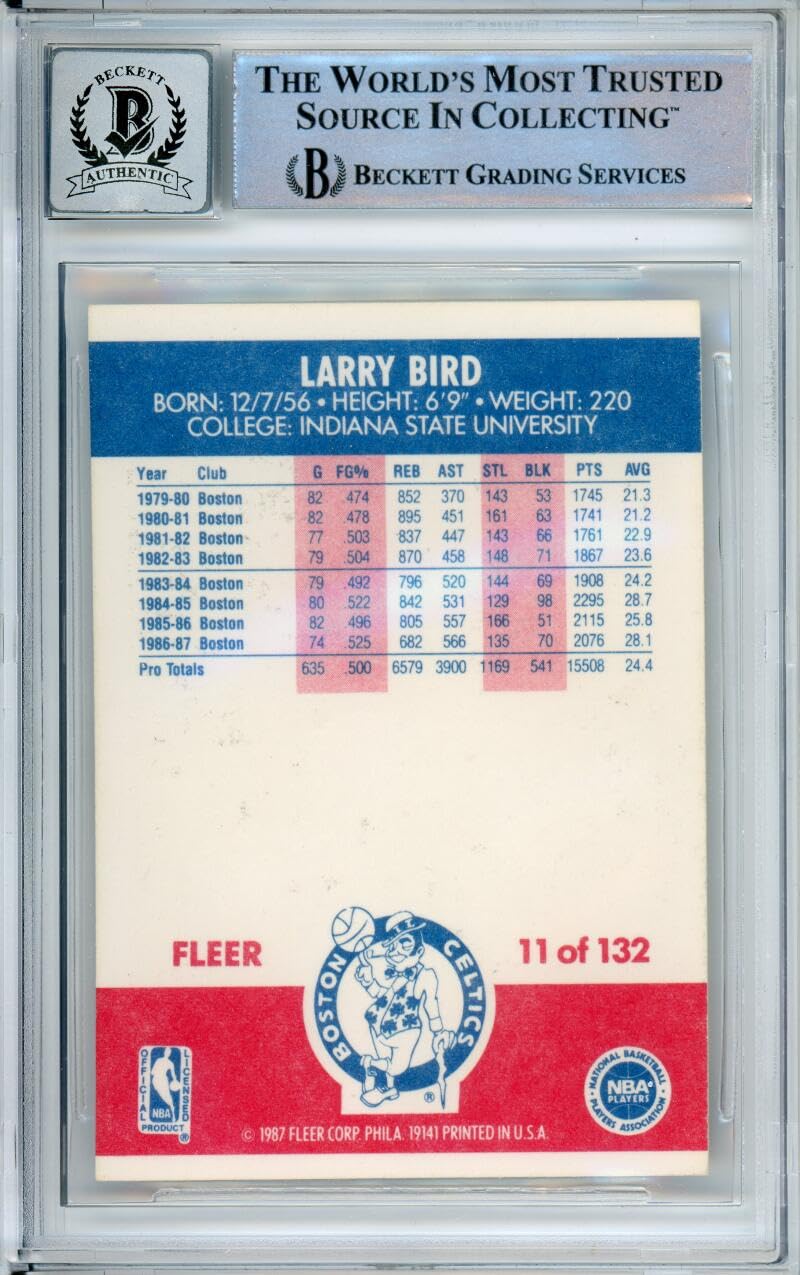 BECKETT
B
AUTHENTIC
THE WORLD'S MOST TRUSTED
SOURCE IN COLLECTING™
B BECKETT GRADING SERVICES
LARRY BIRD
BORN: 12/7/56 • HEIGHT: 6'9" • WEIGHT: 220
COLLEGE: INDIANA STATE UNIVERSITY
Year Club G FG% REB AST STL BLK PTS AVG
1979-80 Boston 82 .474 852 370 143 53 1745 21.3
1980-81 Boston 82 .478 895 451 161 63 1741 21.2
1981-82 Boston 77 .503 837 447 143 66 1761 22.9
1982-83 Boston 79 .504 870 458 148 71 1867 23.6
1983-84 Boston 79 .492 796 520 144 69 1908 24.2
1984-85 Boston 80 .522 842 531 129 98 2295 28.7
1985-86 Boston 82 .496 805 557 166 51 2115 25.8
1986-87 Boston 74 .525 682 566 135 70 2076 28.1
Pro Totals 635 .500 6579 3900 1169 541 15508 24.4
FLEER
11 of 132
BOSTON CELTICS
®
OFFICIAL LICENSED
NBA
PRODUCT ®
NATIONAL BASKETBALL
NBA®
PLAYERS
PLAYERS ASSOCIATION
© 1987 FLEER CORP. PHILA. 19141 PRINTED IN U.S.A.